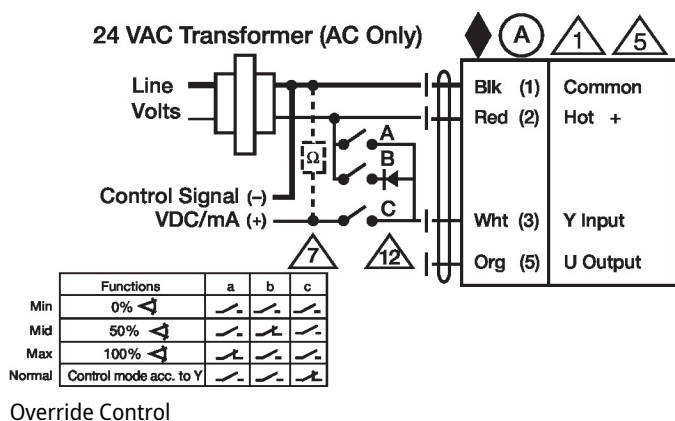 24 VAC Transformer (AC Only)
A
1
5
Line
Volts
Blk (1) Common
Red (2) Hot +
A
Ω
B
Control Signal (–)
VDC/mA (+)
C
Wht (3) Y Input
7
12
Org (5) U Output
Functions a b c
Min 0%
Mid 50%
Max 100%
Normal Control mode acc. to Y
Override Control